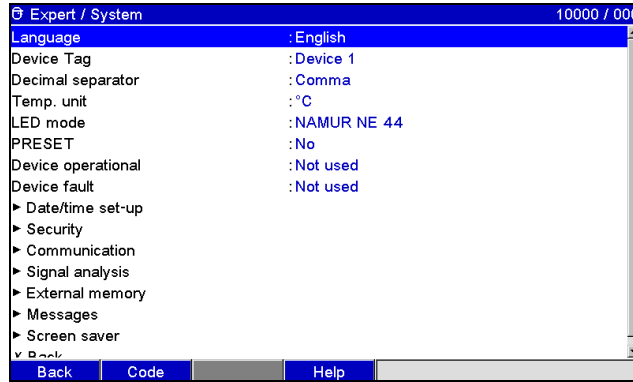 Expert / System 10000 / 000
Language :English
Device Tag :Device 1
Decimal separator :Comma
Temp. unit :°C
LED mode :NAMUR NE 44
PRESET :No
Device operational :Not used
Device fault :Not used
► Date/time set-up
► Security
► Communication
► Signal analysis
► External memory
► Messages
► Screen saver
x Back
Back Code Help